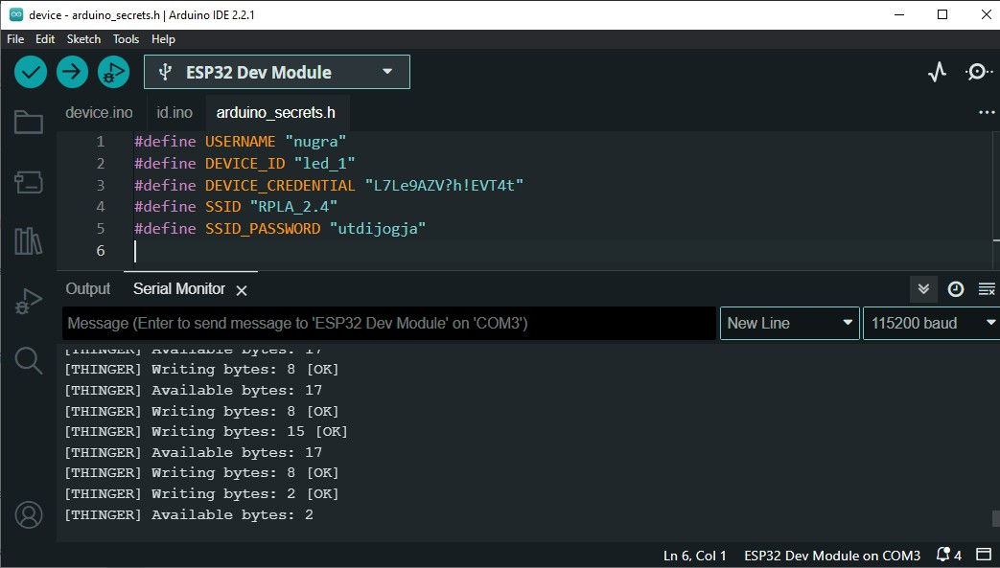 device - arduino_secrets.h | Arduino IDE 2.2.1
File Edit Sketch Tools Help
ESP32 Dev Module
device.ino id.ino arduino_secrets.h
1 #define USERNAME "nugra"
2 #define DEVICE_ID "led_1"
3 #define DEVICE_CREDENTIAL "L7Le9AZV?h!EVT4t"
4 #define SSID "RPLA_2.4"
5 #define SSID_PASSWORD "utdijogja"
6
Output Serial Monitor
Message (Enter to send message to 'ESP32 Dev Module' on 'COM3') New Line 115200 baud
[THINGER] Available bytes: 17
[THINGER] Writing bytes: 8 [OK]
[THINGER] Available bytes: 17
[THINGER] Writing bytes: 8 [OK]
[THINGER] Writing bytes: 15 [OK]
[THINGER] Available bytes: 17
[THINGER] Writing bytes: 8 [OK]
[THINGER] Writing bytes: 2 [OK]
[THINGER] Available bytes: 2
Ln 6, Col 1 ESP32 Dev Module on COM3 4